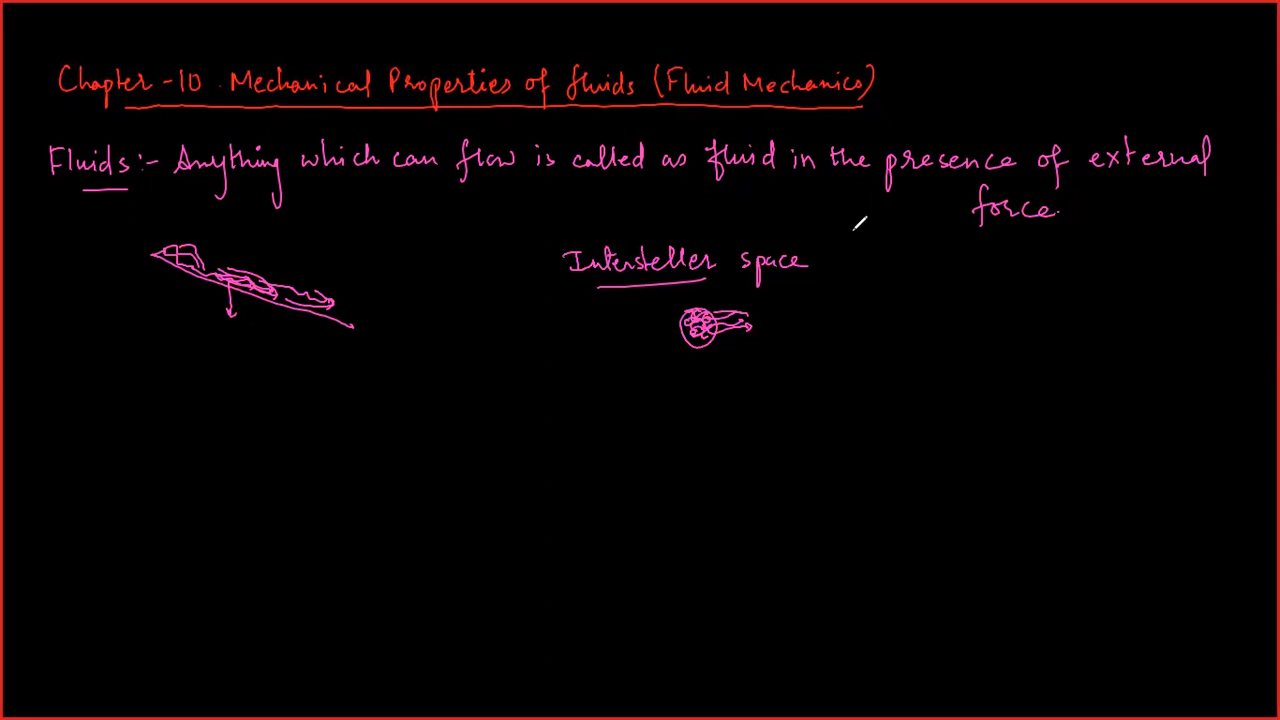 Chapter-10. Mechanical Properties of fluids (Fluid Mechanics)
Fluids:- Anything which can flow is called as fluid in the presence of external
force.
Intersteller space